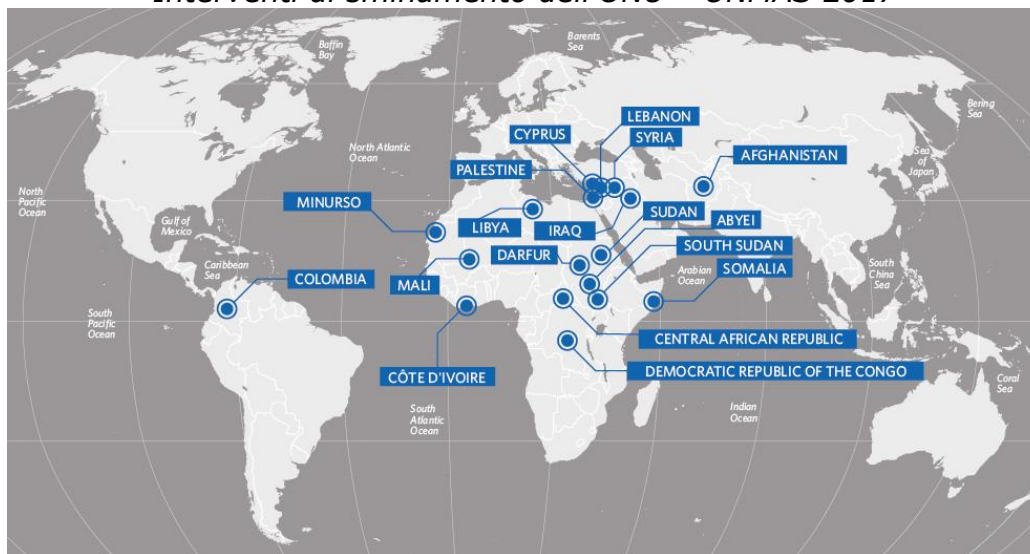 Interventi di sminamento dell'ONU – UNMAS 2017
Baffin
Bay
Barents
Sea
Bering
Sea
LEBANON
CYPRUS
SYRIA
North Atlantic
Ocean
Sea
of
Japan
AFGHANISTAN
PALESTINE
North
Pacific
Ocean
MINURSO
Gulf of
Mexico
LIBYA
IRAQ
SUDAN
ABYEI
DARFUR
SOUTH SUDAN
Caribbean
Sea
Arabian
Ocean
South
China
Sea
SOMALIA
COLOMBIA
MALI
South
Pacific
Ocean
CENTRAL AFRICAN REPUBLIC
CÔTE D'IVOIRE
DEMOCRATIC REPUBLIC OF THE CONGO
Coral
Sea
South
Atlantic
Ocean
Indian
Ocean